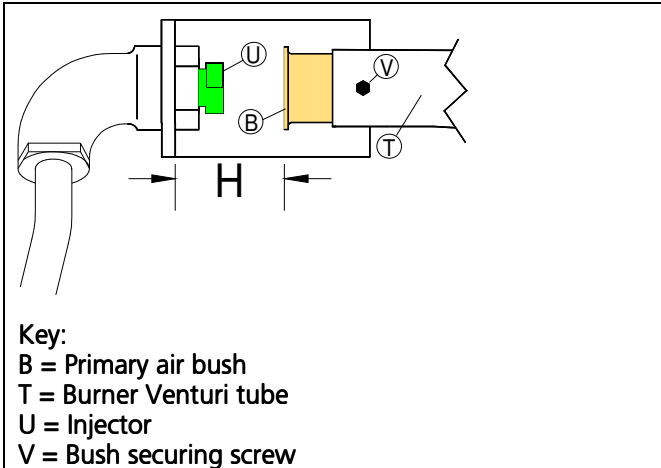 U
V
B
T
H
Key:
B = Primary air bush
T = Burner Venturi tube
U = Injector
V = Bush securing screw